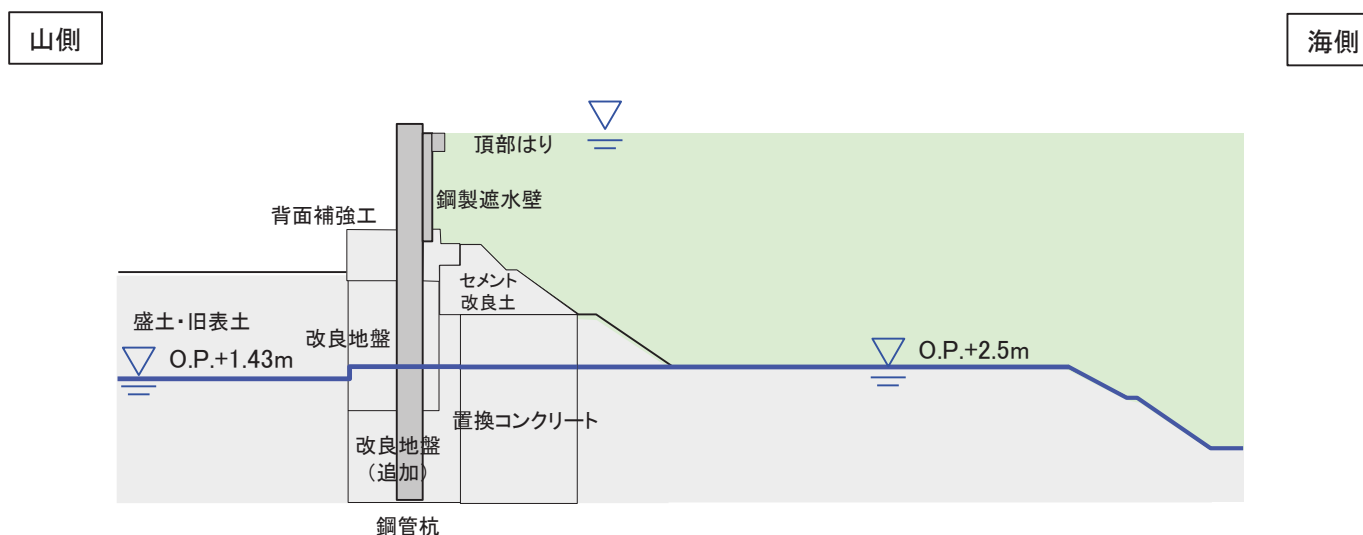 山側
海側
頂部はり
鋼製遮水壁
背面補強工
セメント
改良土
盛土・旧表土
改良地盤
O.P.+1.43m
O.P.+2.5m
置換コンクリート
改良地盤
（追加）
鋼管杭